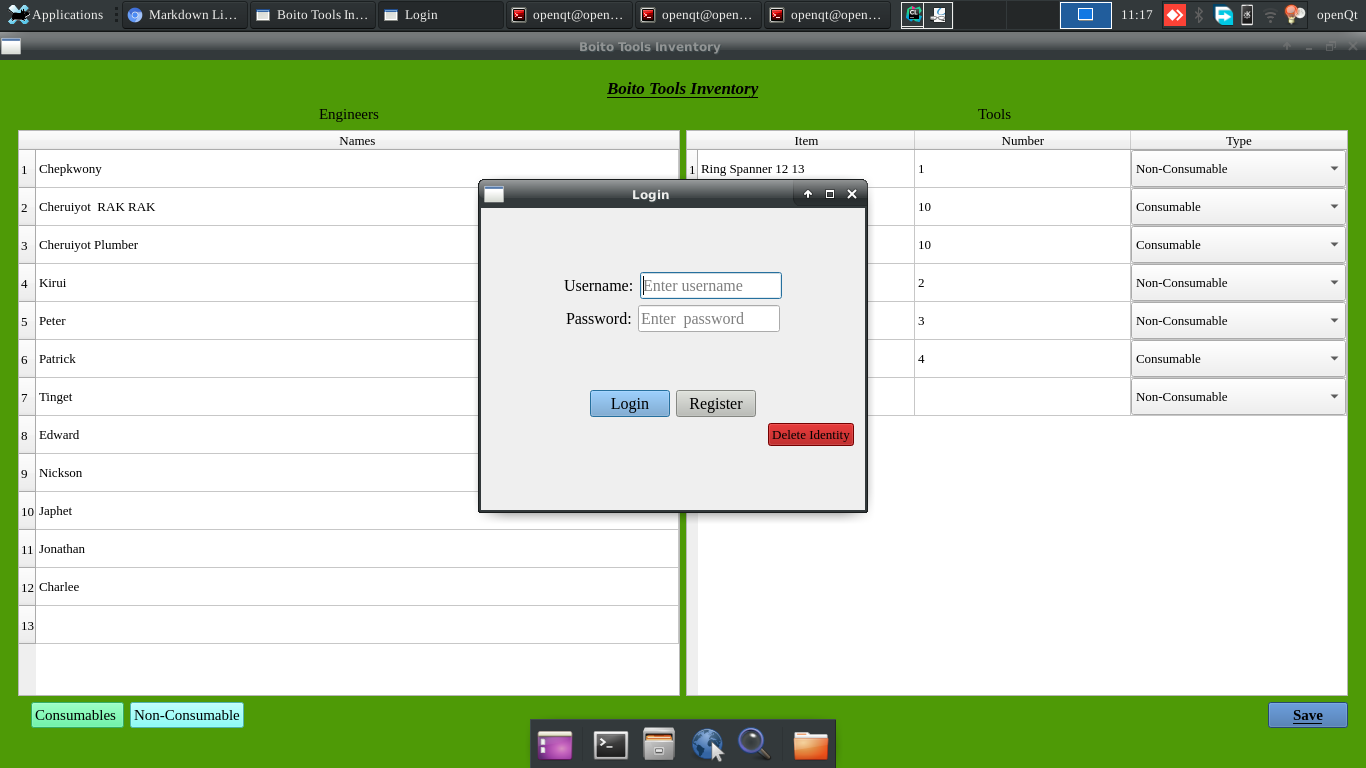 Applications
Markdown Li...
Boito Tools In...
Login
openqt@open...
openqt@open...
openqt@open...
11:17
openQt
Boito Tools Inventory
Boito Tools Inventory
Engineers
Tools
Names
Item Number Type
1 Chepkwony
1 Ring Spanner 12 13 1 Non-Consumable
2 Cheruiyot  RAK RAK
10 Consumable
3 Cheruiyot Plumber
10 Consumable
4 Kirui
2 Non-Consumable
5 Peter
3 Non-Consumable
6 Patrick
4 Consumable
7 Tinget
Non-Consumable
8 Edward
9 Nickson
10 Japhet
11 Jonathan
12 Charlee
13
Login
Username: Enter username
Password: Enter  password
Login Register
Delete Identity
Consumables Non-Consumable
Save